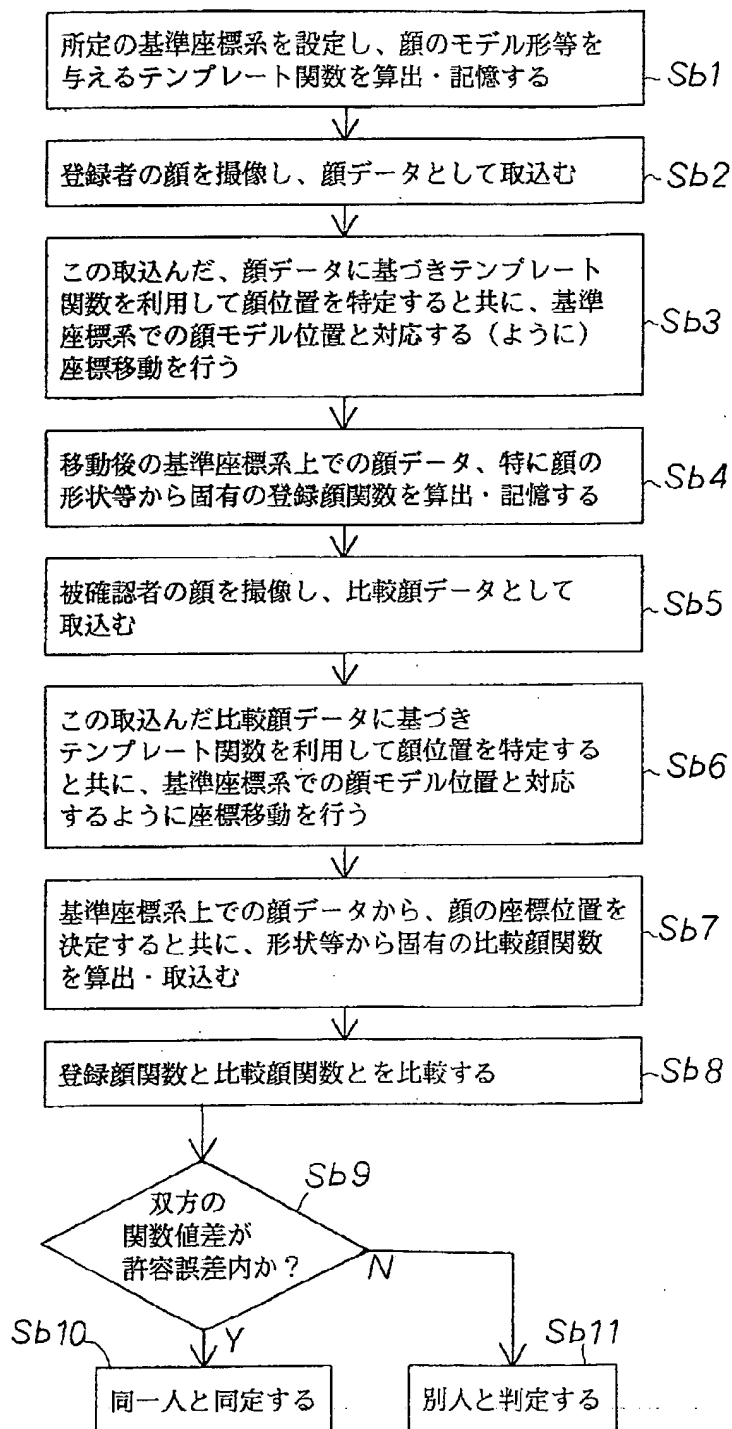 所定の基準座標系を設定し、顔のモデル形等を
与えるテンプレート関数を算出・記憶する
Sb1
登録者の顔を撮像し、顔データとして取込む
Sb2
この取込んだ、顔データに基づきテンプレート
関数を利用して顔位置を特定すると共に、基準
座標系での顔モデル位置と対応する（ように）
座標移動を行う
Sb3
移動後の基準座標系上での顔データ、特に顔の
形状等から固有の登録顔関数を算出・記憶する
Sb4
被確認者の顔を撮像し、比較顔データとして
取込む
Sb5
この取込んだ比較顔データに基づき
テンプレート関数を利用して顔位置を特定する
と共に、基準座標系での顔モデル位置と対応
するように座標移動を行う
Sb6
基準座標系上での顔データから、顔の座標位置を
決定すると共に、形状等から固有の比較顔関数
を算出・取込む
Sb7
登録顔関数と比較顔関数とを比較する
Sb8
Sb9
双方の
関数値差が
許容誤差内か？
N
Y
Sb10
同一人と同定する
Sb11
別人と判定する